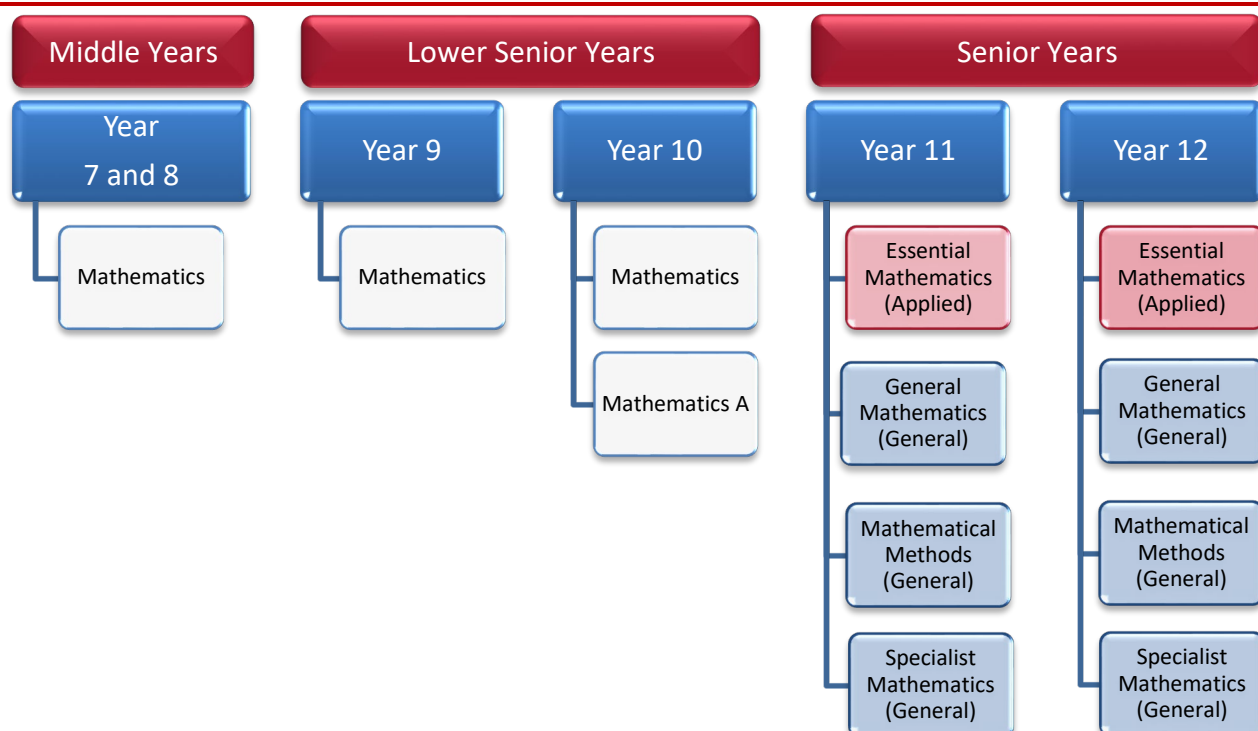 Middle Years
Lower Senior Years
Senior Years
Year
7 and 8
Year 9
Year 10
Year 11
Year 12
Mathematics
Mathematics
Mathematics
Mathematics A
Essential
Mathematics
(Applied)
General
Mathematics
(General)
Mathematical
Methods
(General)
Specialist
Mathematics
(General)
Essential
Mathematics
(Applied)
General
Mathematics
(General)
Mathematical
Methods
(General)
Specialist
Mathematics
(General)